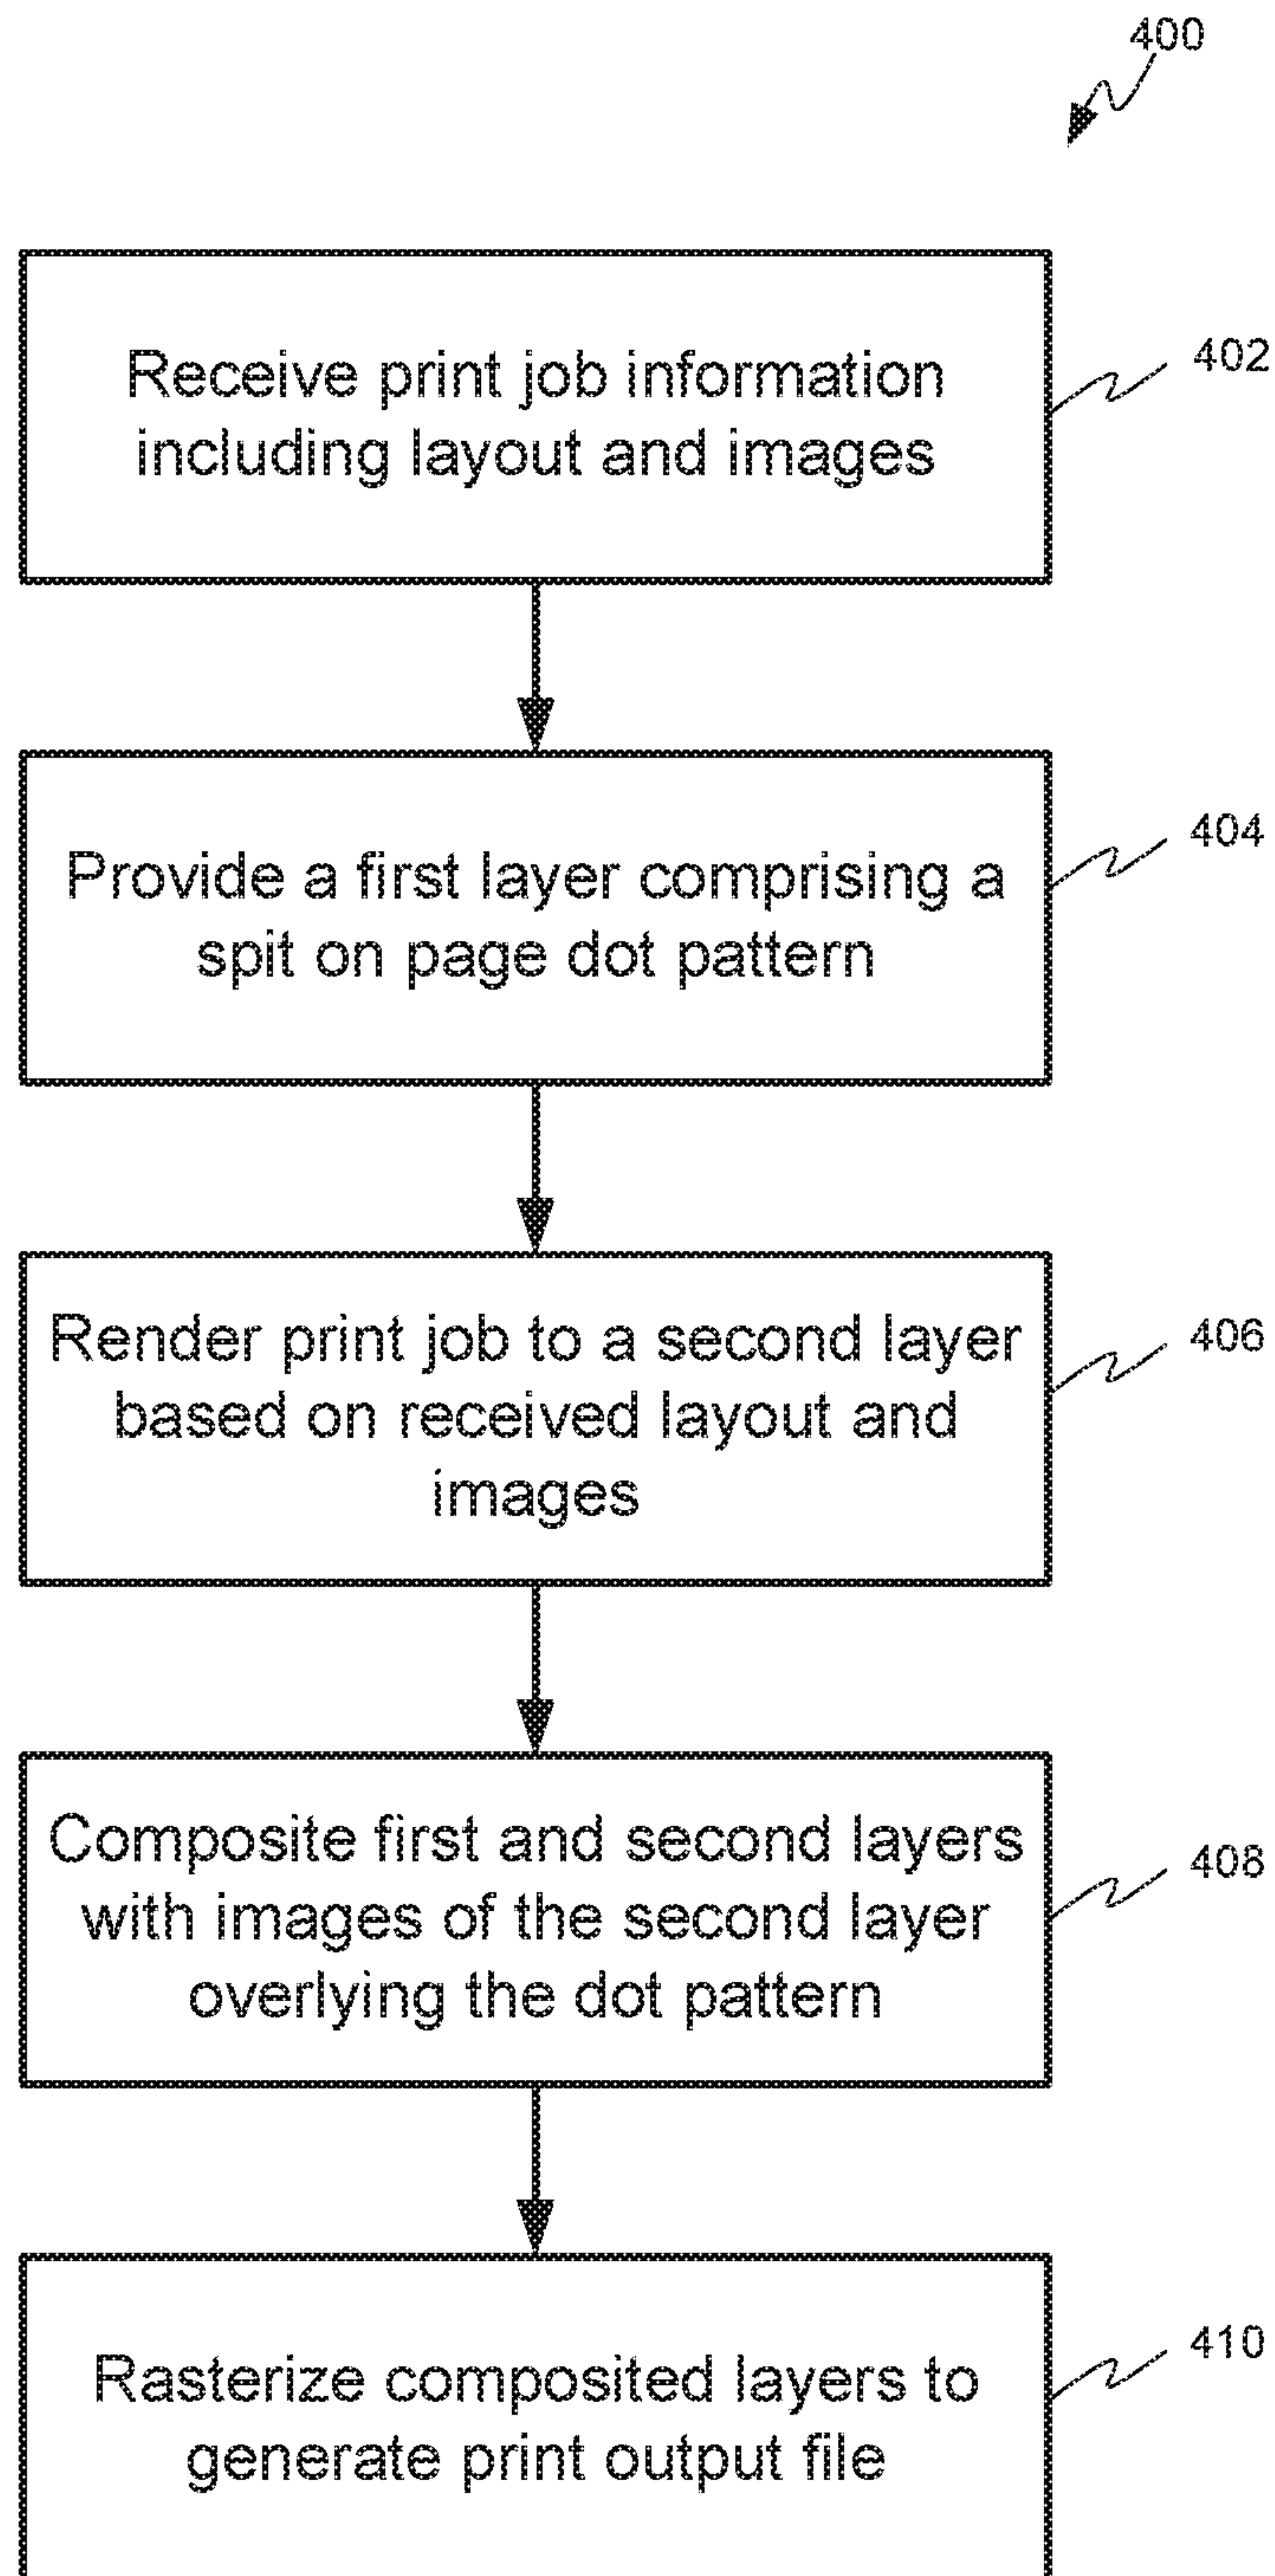 400
Receive print job information
including layout and images
402
Provide a first layer comprising a
spit on page dot pattern
404
Render print job to a second layer
based on received layout and
images
406
Composite first and second layers
with images of the second layer
overlying the dot pattern
408
Rasterize composited layers to
generate print output file
410